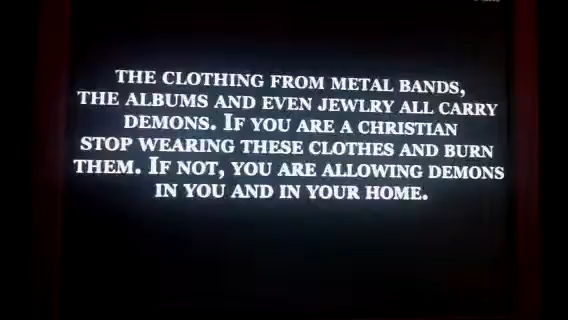 THE CLOTHING FROM METAL BANDS,
THE ALBUMS AND EVEN JEWLRY ALL CARRY
DEMONS. IF YOU ARE A CHRISTIAN
STOP WEARING THESE CLOTHES AND BURN
THEM. IF NOT, YOU ARE ALLOWING DEMONS
IN YOU AND IN YOUR HOME.